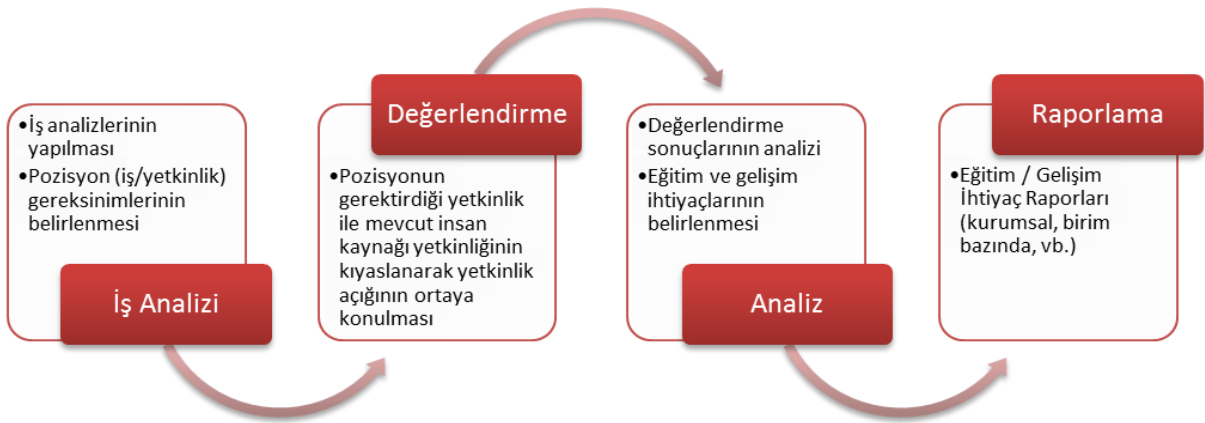 •İş analizlerinin
yapılması
•Pozisyon (iş/yetkinlik)
gereksinimlerinin
belirlenmesi
İş Analizi
Değerlendirme
•Pozisyonun
gerektirdiği yetkinlik
ile mevcut insan
kaynağı yetkinliğinin
kıyaslanarak yetkinlik
açığının ortaya
konulması
•Değerlendirme
sonuçlarının analizi
•Eğitim ve gelişim
ihtiyaçlarının
belirlenmesi
Analiz
Raporlama
•Eğitim / Gelişim
İhtiyaç Raporları
(kurumsal, birim
bazında, vb.)